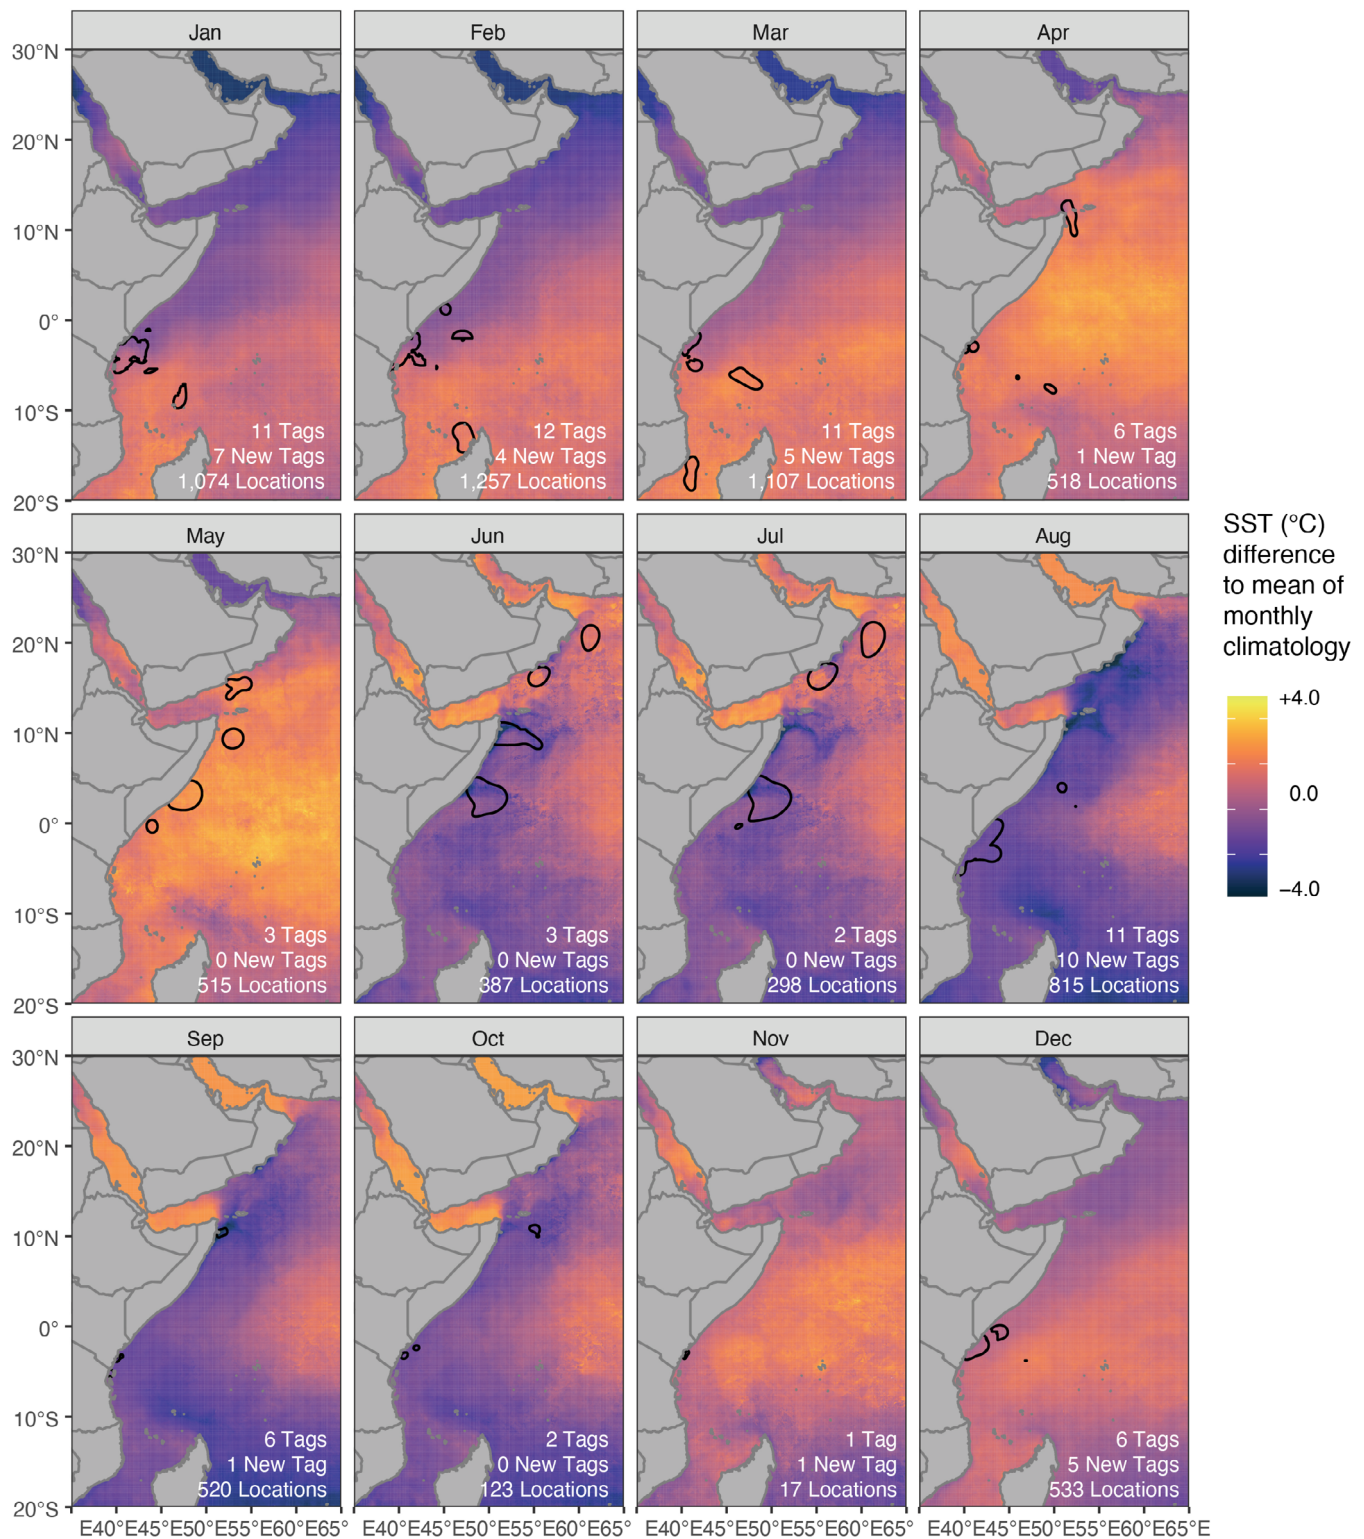 Jan Feb Mar Apr
30°N
20°N
10°N
0°
10°S
20°S
11 Tags
7 New Tags
1,074 Locations
12 Tags
4 New Tags
1,257 Locations
11 Tags
5 New Tags
1,107 Locations
6 Tags
1 New Tag
518 Locations
May Jun Jul Aug
30°N
20°N
10°N
0°
10°S
20°S
3 Tags
0 New Tags
515 Locations
3 Tags
0 New Tags
387 Locations
2 Tags
0 New Tags
298 Locations
11 Tags
10 New Tags
815 Locations
SST (°C)
difference
to mean of
monthly
climatology
+4.0
0.0
−4.0
Sep Oct Nov Dec
30°N
20°N
10°N
0°
10°S
20°S
6 Tags
1 New Tag
520 Locations
2 Tags
0 New Tags
123 Locations
1 Tag
1 New Tag
17 Locations
6 Tags
5 New Tags
533 Locations
E40°E45°E50°E55°E60°E65° E40°E45°E50°E55°E60°E65° E40°E45°E50°E55°E60°E65° E40°E45°E50°E55°E60°E65°E